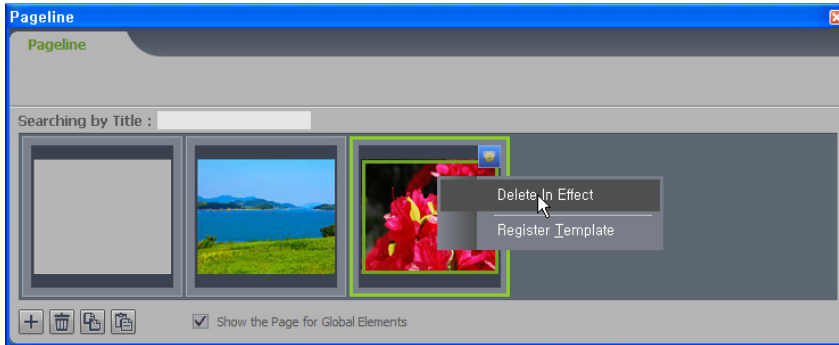 Pageline
Pageline
Searching by Title :
Delete In Effect
Register Template
Show the Page for Global Elements